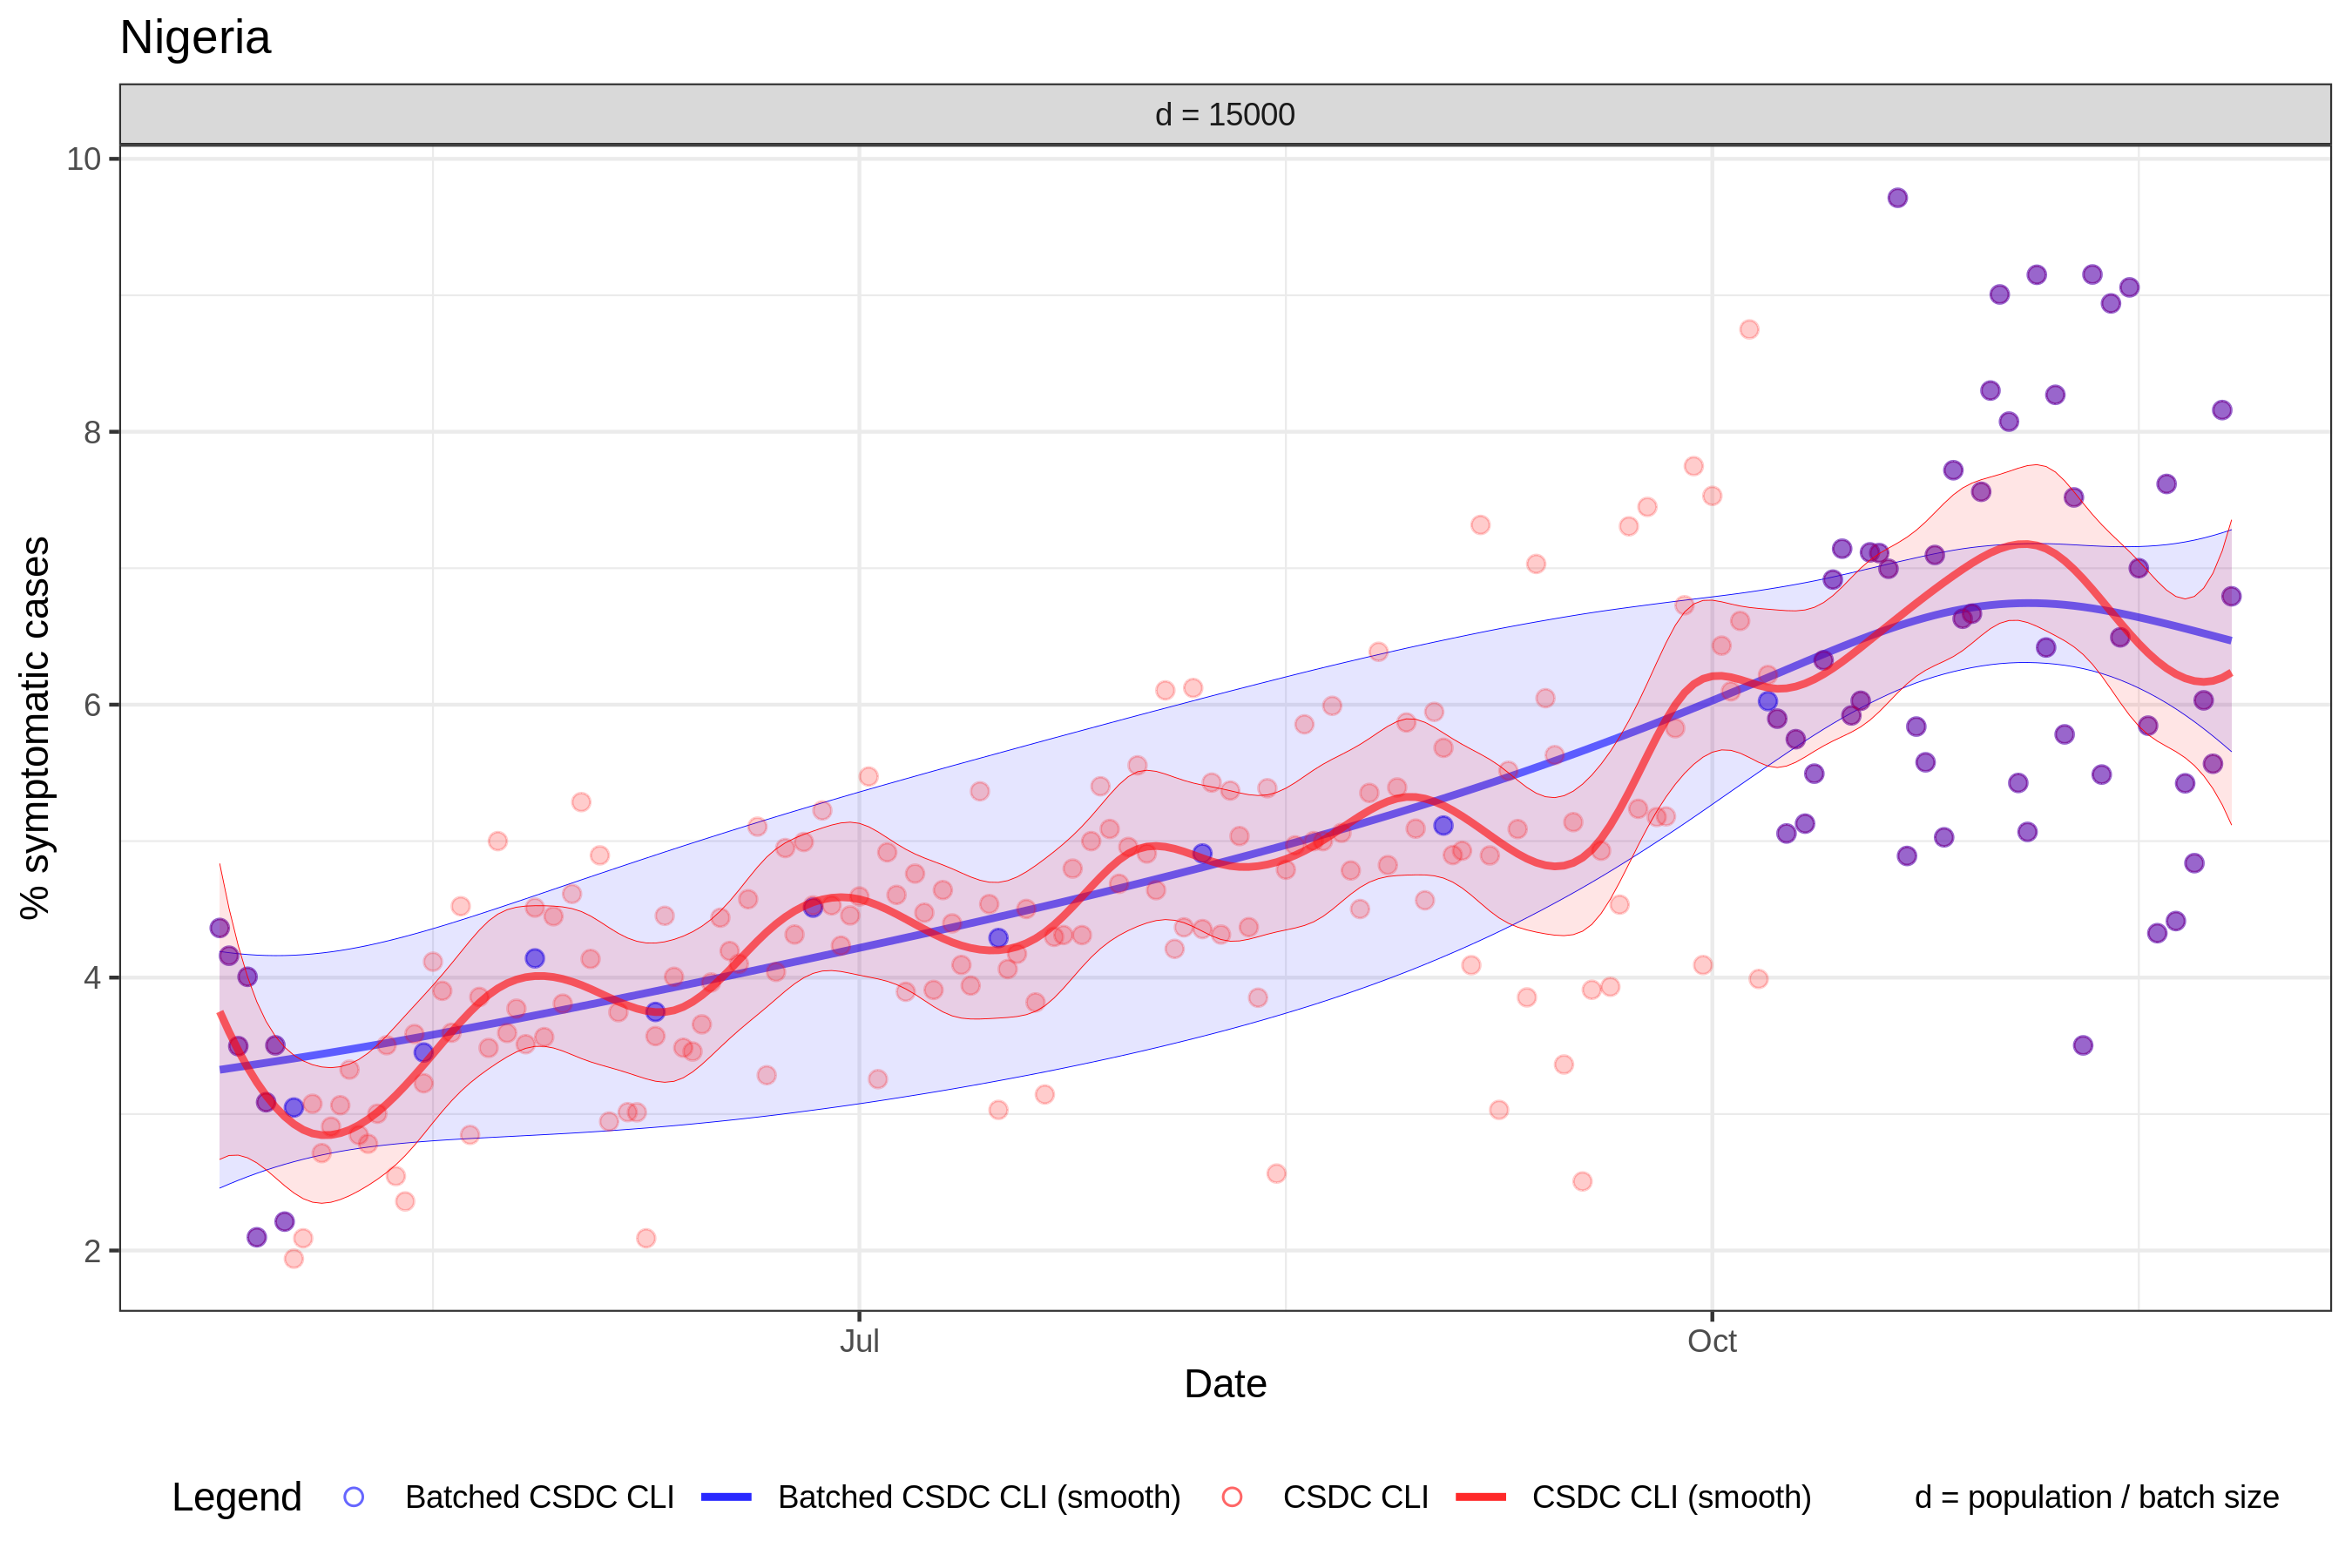 Nigeria
d = 15000
10
8
6
4
2
% symptomatic cases
Jul
Oct
Date
Legend Batched CSDC CLI Batched CSDC CLI (smooth) CSDC CLI CSDC CLI (smooth) d = population / batch size